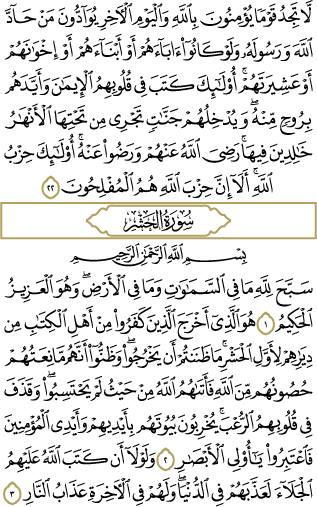 لَّا تَجِدُ قَوْمًا يُؤْمِنُونَ بِٱللَّهِ وَٱلْيَوْمِ ٱلْـَٔاخِرِ يُوَآدُّونَ مَنْ حَآدَّ
ٱللَّهَ وَرَسُولَهُۥ وَلَوْ كَانُوٓا۟ ءَابَآءَهُمْ أَوْ أَبْنَآءَهُمْ أَوْ إِخْوَٰنَهُمْ
أَوْ عَشِيرَتَهُمْ ۚ أُو۟لَٰٓئِكَ كَتَبَ فِى قُلُوبِهِمُ ٱلْإِيمَٰنَ وَأَيَّدَهُم
بِرُوحٍ مِّنْهُ ۖ وَيُدْخِلُهُمْ جَنَّٰتٍ تَجْرِى مِن تَحْتِهَا ٱلْأَنْهَٰرُ
خَٰلِدِينَ فِيهَا ۚ رَضِىَ ٱللَّهُ عَنْهُمْ وَرَضُوا۟ عَنْهُ ۚ أُو۟لَٰٓئِكَ حِزْبُ
ٱللَّهِ ۚ أَلَآ إِنَّ حِزْبَ ٱللَّهِ هُمُ ٱلْمُفْلِحُونَ ٢٢
سُورَةُ الحَشْرِ
بِسْمِ ٱللَّهِ ٱلرَّحْمَٰنِ ٱلرَّحِيمِ
سَبَّحَ لِلَّهِ مَا فِى ٱلسَّمَٰوَٰتِ وَمَا فِى ٱلْأَرْضِ ۖ وَهُوَ ٱلْعَزِيزُ
ٱلْحَكِيمُ ١ هُوَ ٱلَّذِىٓ أَخْرَجَ ٱلَّذِينَ كَفَرُوا۟ مِنْ أَهْلِ ٱلْكِتَٰبِ مِن
دِيَٰرِهِمْ لِأَوَّلِ ٱلْحَشْرِ ۚ مَا ظَنَنتُمْ أَن يَخْرُجُوا۟ ۖ وَظَنُّوٓا۟ أَنَّهُم مَّانِعَتُهُمْ
حُصُونُهُم مِّنَ ٱللَّهِ فَأَتَىٰهُمُ ٱللَّهُ مِنْ حَيْثُ لَمْ يَحْتَسِبُوا۟ ۖ وَقَذَفَ
فِى قُلُوبِهِمُ ٱلرُّعْبَ ۚ يُخْرِبُونَ بُيُوتَهُم بِأَيْدِيهِمْ وَأَيْدِى ٱلْمُؤْمِنِينَ
فَٱعْتَبِرُوا۟ يَٰٓأُو۟لِى ٱلْأَبْصَٰرِ ٢ وَلَوْلَآ أَن كَتَبَ ٱللَّهُ عَلَيْهِمُ
ٱلْجَلَآءَ لَعَذَّبَهُمْ فِى ٱلدُّنْيَا ۖ وَلَهُمْ فِى ٱلْـَٔاخِرَةِ عَذَابُ ٱلنَّارِ ٣